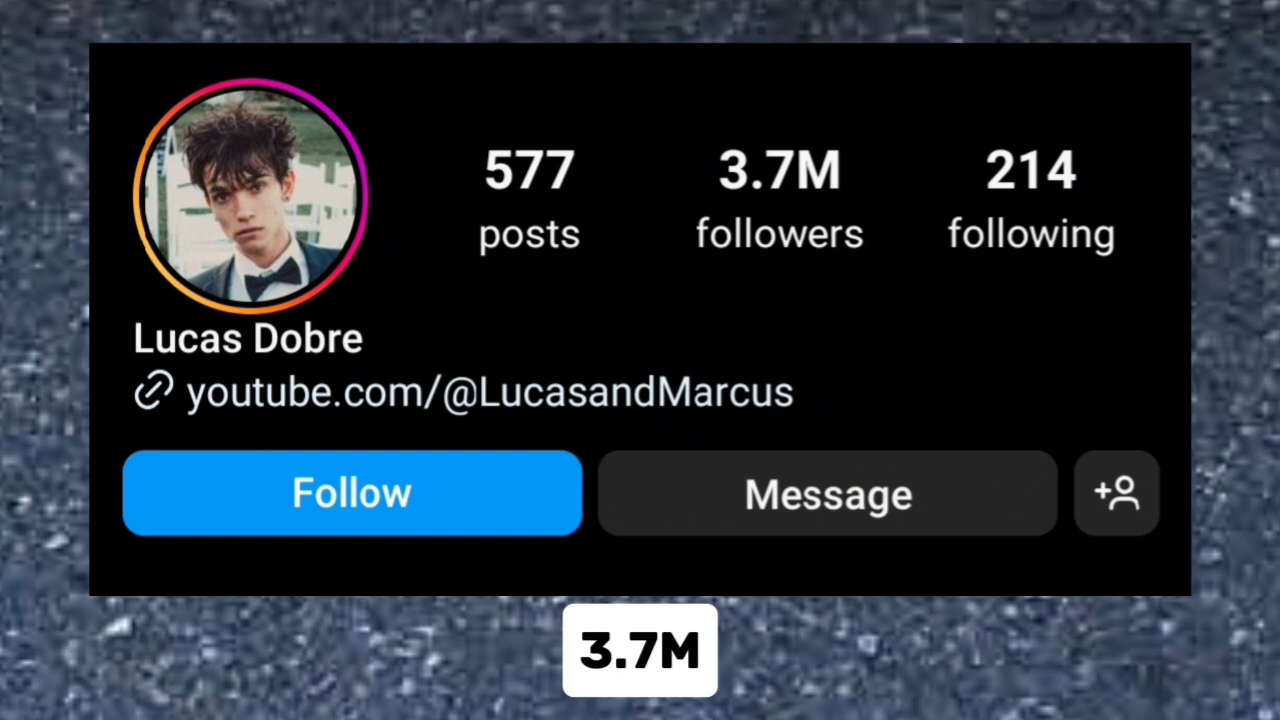 577 3.7M 214
posts followers following
Lucas Dobre
youtube.com/@LucasandMarcus
Follow Message
3.7M